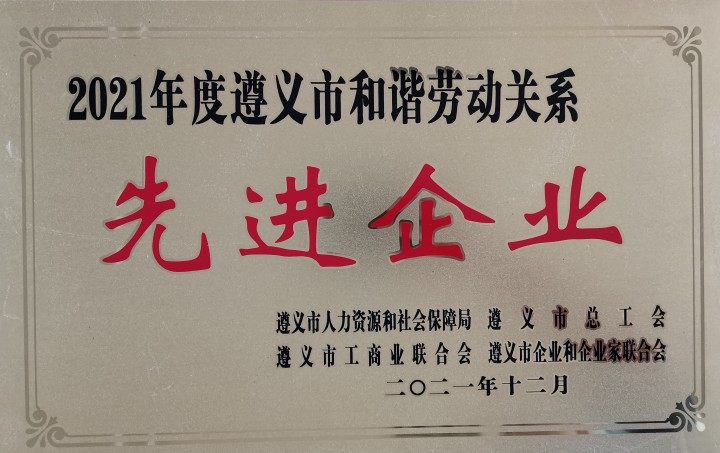 2021年度遵义市和谐劳动关系
先进企业
遵义市人力资源和社会保障局 遵义市总工会
遵义市工商业联合会 遵义市企业和企业家联合会
二〇二一年十二月